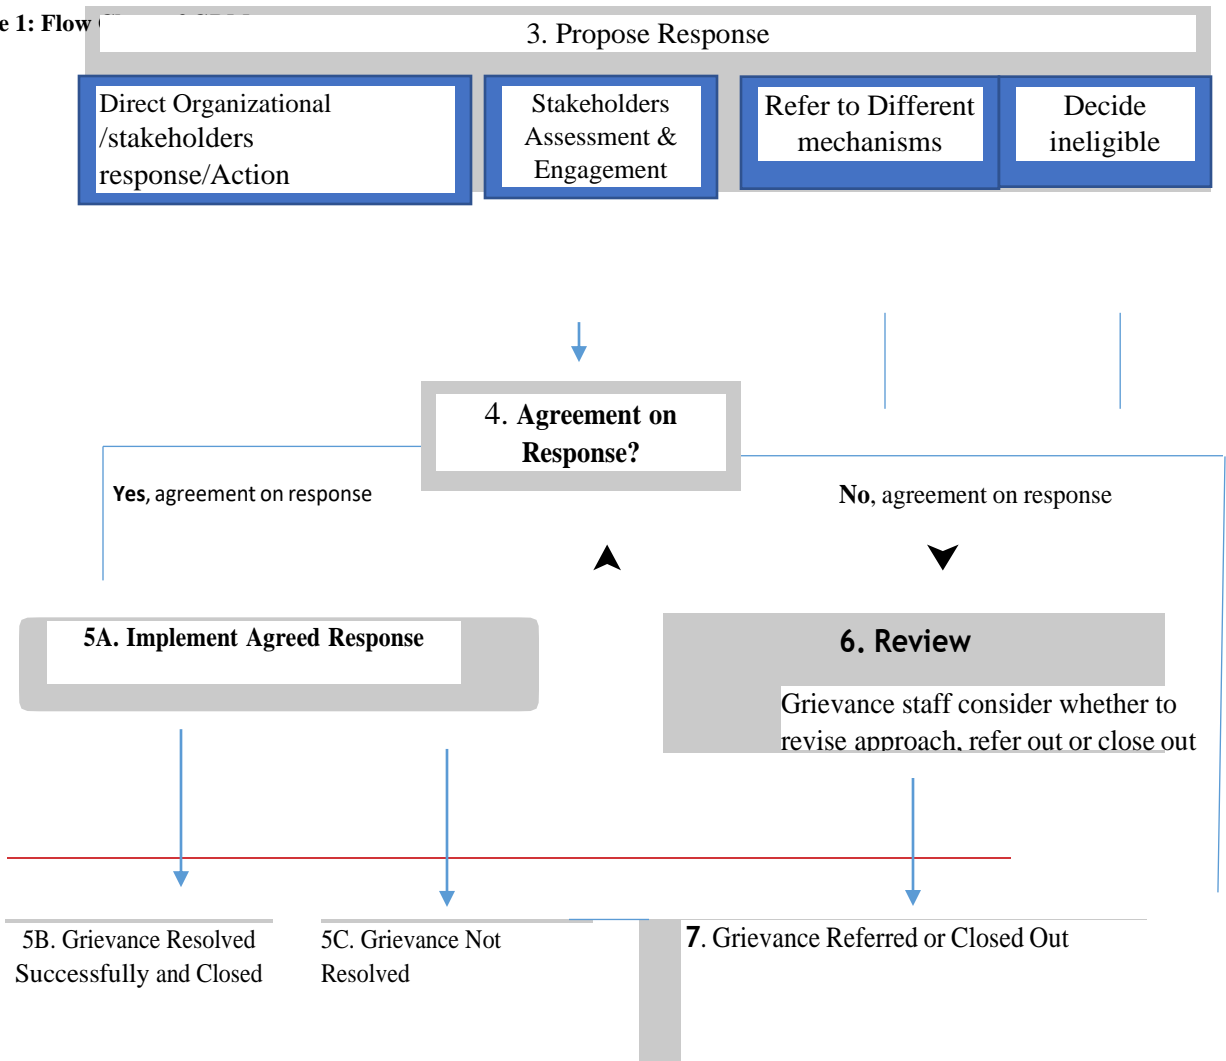 e 1: Flow
3. Propose Response
Direct Organizational
/stakeholders
response/Action
Stakeholders
Assessment &
Engagement
Refer to Different
mechanisms
Decide
ineligible
4. Agreement on
Response?
Yes, agreement on response
No, agreement on response
5A. Implement Agreed Response
6. Review
Grievance staff consider whether to
revise approach, refer out or close out
5B. Grievance Resolved
Successfully and Closed
5C. Grievance Not
Resolved
7. Grievance Referred or Closed Out